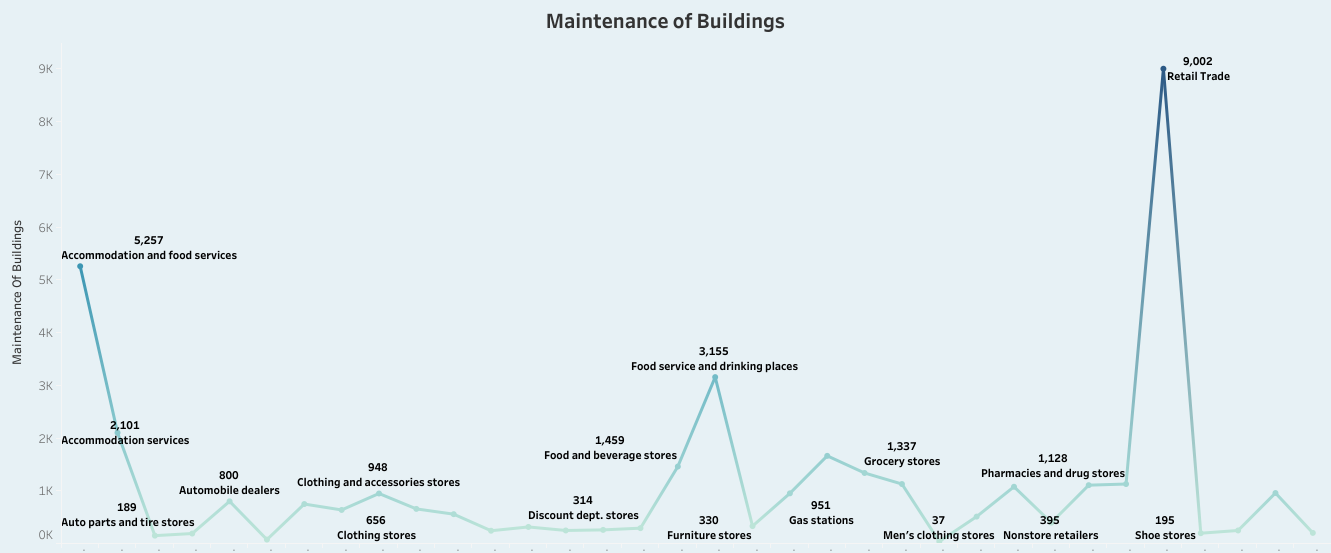 Maintenance of Buildings
Maintenance Of Buildings
9K
8K
7K
6K
5K
4K
3K
2K
1K
0K
5,257
Accommodation and food services
2,101
Accommodation services
189
Auto parts and tire stores
800
Automobile dealers
948
Clothing and accessories stores
656
Clothing stores
314
Discount dept. stores
1,459
Food and beverage stores
3,155
Food service and drinking places
330
Furniture stores
951
Gas stations
1,337
Grocery stores
37
Men's clothing stores
395
Nonstore retailers
1,128
Pharmacies and drug stores
195
Shoe stores
9,002
Retail Trade